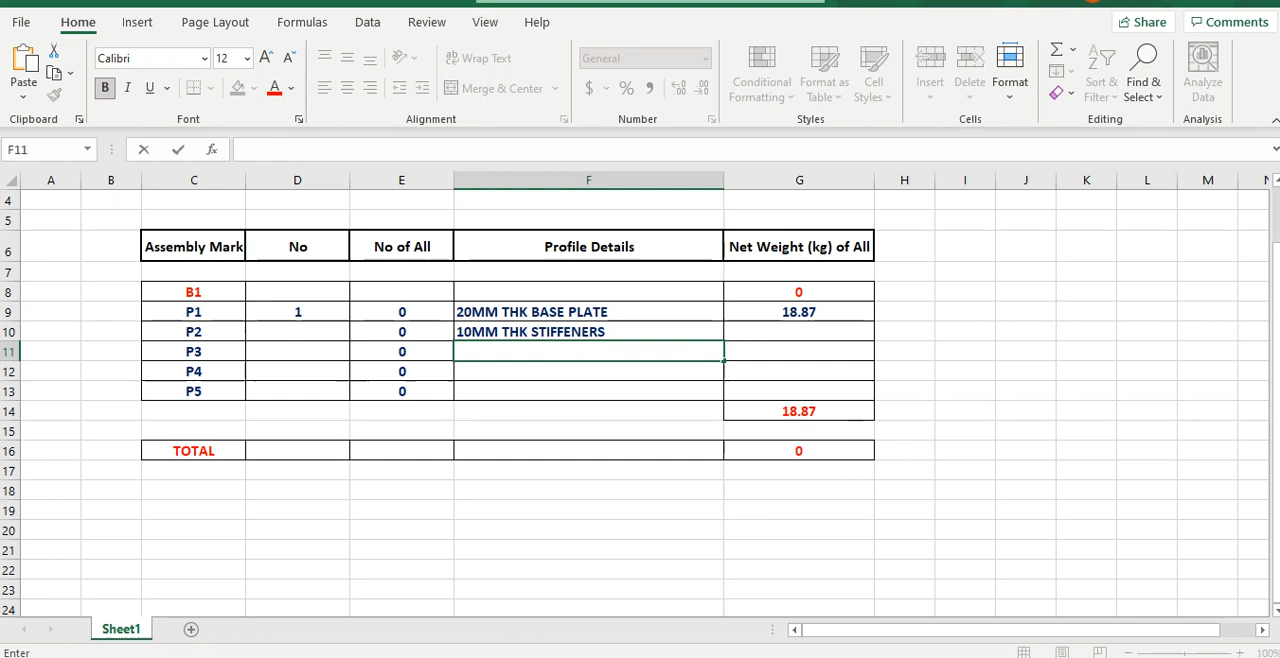 File Home Insert Page Layout Formulas Data Review View Help Share Comments
Calibri 12 General
ab Wrap Text
Paste Conditional Format as Cell Insert Delete Format Sort & Find & Analyze
B I U Merge & Center $ % Formatting Table Styles Filter Select Data
Clipboard Font Alignment Number Styles Cells Editing Analysis
F11 fx
A B C D E F G H I J K L M N
4
5
6 Assembly Mark No No of All Profile Details Net Weight (kg) of All
7
8 B1 0
9 P1 1 0 20MM THK BASE PLATE 18.87
10 P2 0 10MM THK STIFFENERS
11 P3 0
12 P4 0
13 P5 0
14 18.87
15
16 TOTAL 0
17
18
19
20
21
22
23
24
Sheet1
Enter 100%